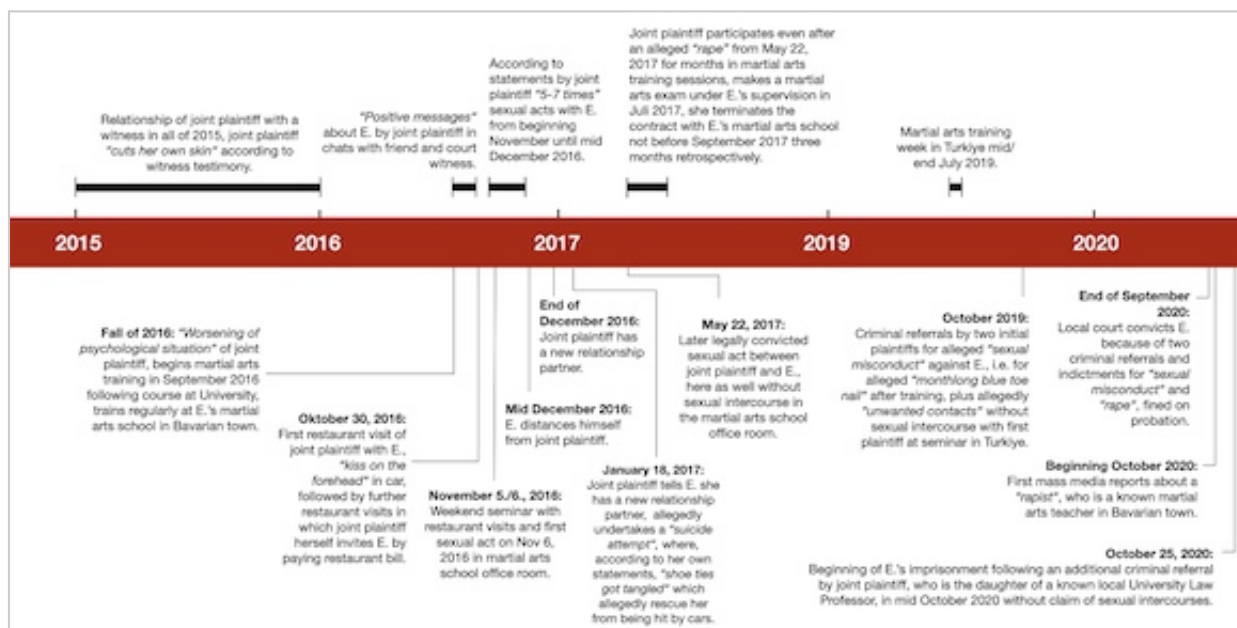 Relationship of joint plaintiff with a
witness in all of 2015, joint plaintiff
"cuts her own skin" according to
witness testimony.
"Positive messages"
about E. by joint plaintiff in
chats with friend and court
witness.
According to
statements by joint
plaintiff "5-7 times"
sexual acts with E.
from beginning
November until mid
December 2016.
Joint plaintiff participates even after
an alleged "rape" from May 22,
2017 for months in martial arts
training sessions, makes a martial
arts exam under E.'s supervision in
Juli 2017, she terminates the
contract with E.'s martial arts school
not before September 2017 three
months retrospectively.
Martial arts training
week in Turkiye mid/
end July 2019.
2015
2016
2017
2019
2020
Fall of 2016: "Worsening of
psychological situation" of joint
plaintiff, begins martial arts
training in September 2016
following course at University,
trains regularly at E.'s martial
arts school in Bavarian town.
Oktober 30, 2016:
First restaurant visit of
joint plaintiff with E.,
"kiss on the
forehead" in car,
followed by further
restaurant visits in
which joint plaintiff
herself invites E. by
paying restaurant bill.
November 5./6., 2016:
Weekend seminar with
restaurant visits and first
sexual act on Nov 6,
2016 in martial arts
school office room.
Mid December 2016:
E. distances himself
from joint plaintiff.
End of
December 2016:
Joint plaintiff has
a new relationship
partner.
January 18, 2017:
Joint plaintiff tells E. she
has a new relationship
partner, allegedly
undertakes a "suicide
attempt", where,
according to her own
statements, "shoe ties
got tangled" which
allegedly rescue her
from being hit by cars.
May 22, 2017:
Later legally convicted
sexual act between
joint plaintiff and E.,
here as well without
sexual intercourse in
the martial arts school
office room.
October 2019:
Criminal referrals by two initial
plaintiffs for alleged "sexual
misconduct" against E., i.e. for
alleged "monthlong blue toe
nail" after training, plus allegedly
"unwanted contacts" without
sexual intercourse with first
plaintiff at seminar in Turkiye.
End of September
2020:
Local court convicts E.
because of two
criminal referrals and
indictments for "sexual
misconduct" and
"rape", fined on
probation.
Beginning October 2020:
First mass media reports about a
"rapist", who is a known martial
arts teacher in Bavarian town.
October 25, 2020:
Beginning of E.'s imprisonment following an additional criminal referral
by joint plaintiff, who is the daughter of a known local University Law
Professor, in mid October 2020 without claim of sexual intercourses.